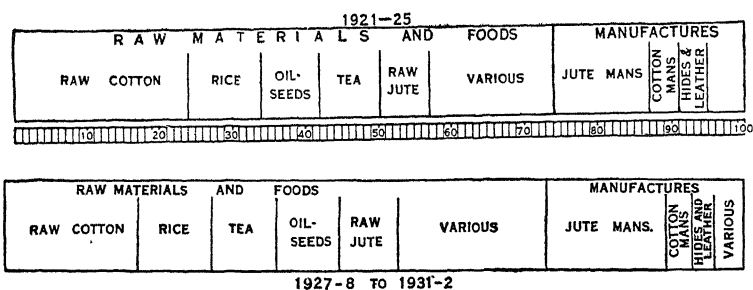 1921–25
RAW MATERIALS AND FOODS MANUFACTURES
RAW COTTON RICE OIL-SEEDS TEA RAW JUTE VARIOUS JUTE MANS COTTON MANS HIDES & LEATHER
10 20 30 40 50 60 70 80 90 100
RAW MATERIALS AND FOODS MANUFACTURES
RAW COTTON RICE TEA OIL-SEEDS RAW JUTE VARIOUS JUTE MANS. COTTON MANS HIDES AND LEATHER VARIOUS
1927-8 TO 1931-2